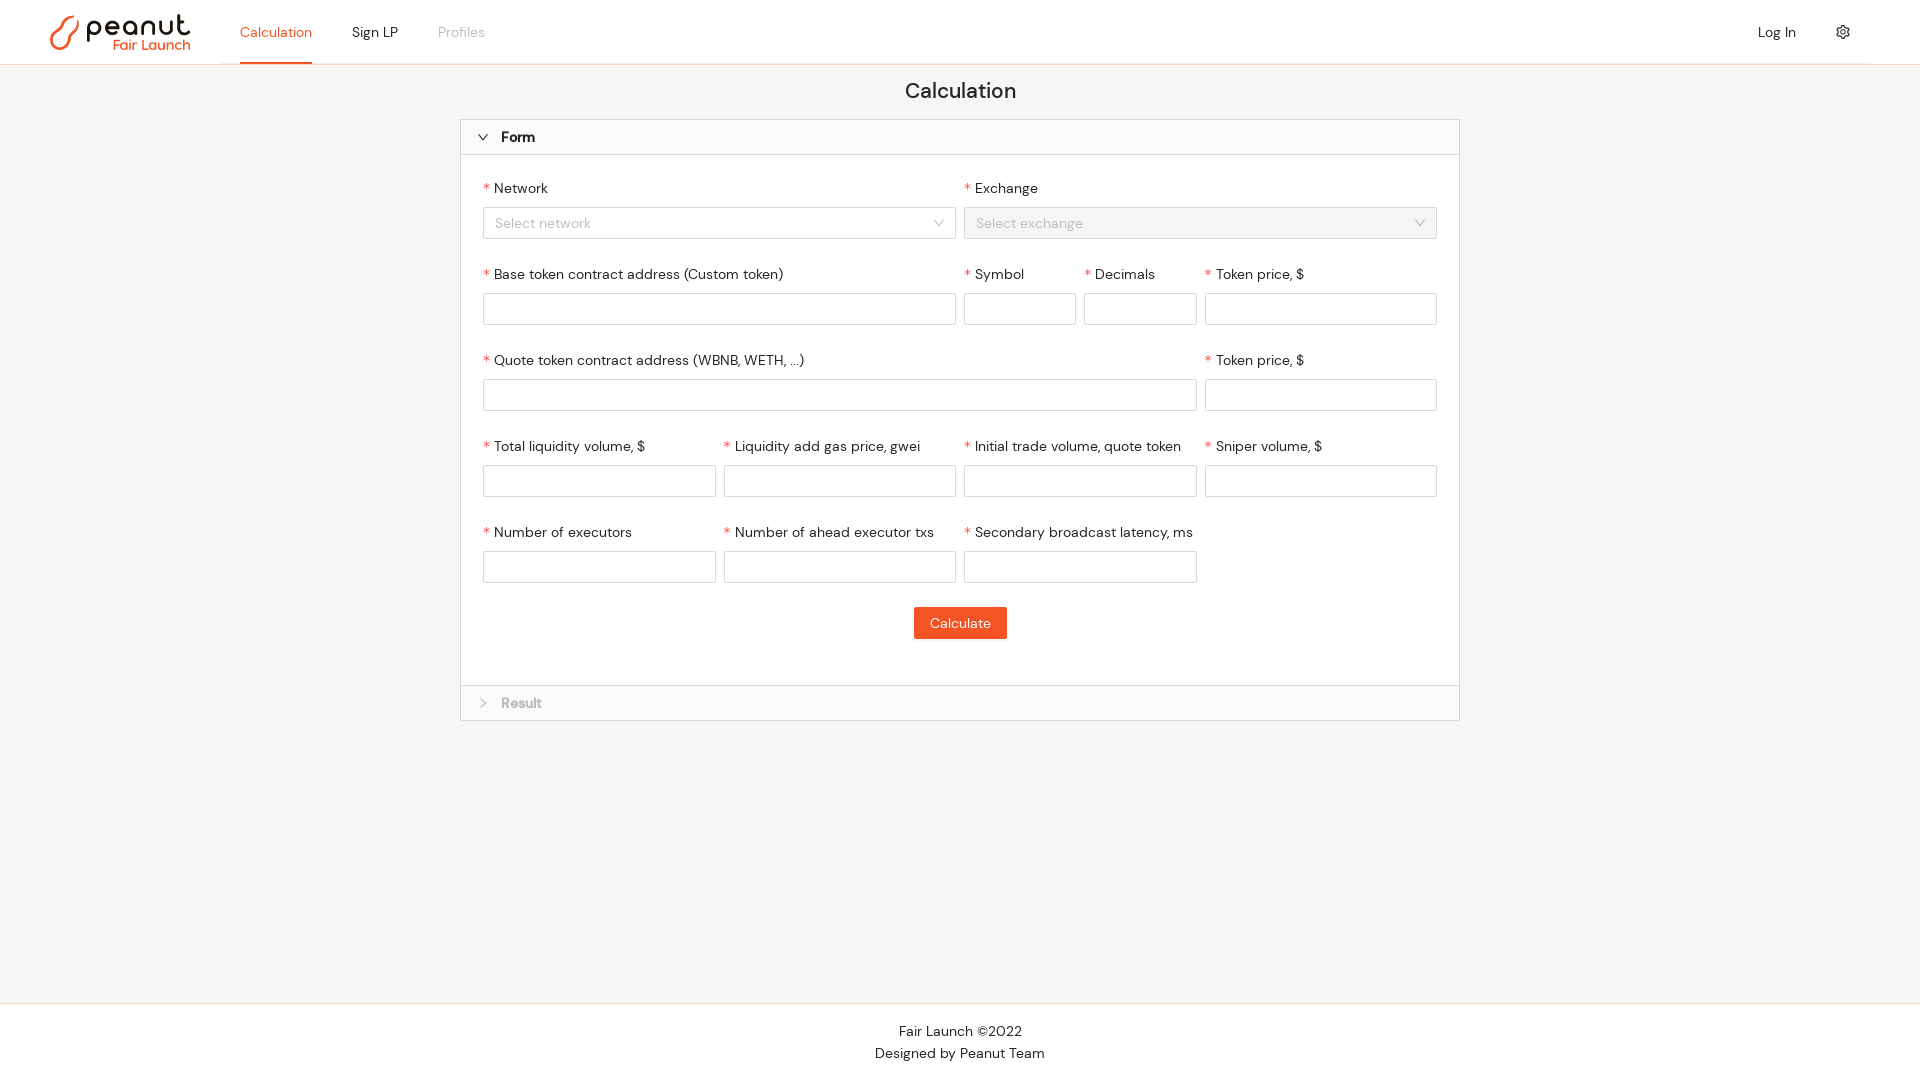 peanut
Fair Launch
Calculation
Sign LP
Profiles
Log In
Calculation
Form
* Network
* Exchange
Select network
Select exchange
* Base token contract address (Custom token)
* Symbol
* Decimals
* Token price, $
* Quote token contract address (WBNB, WETH, ...)
* Token price, $
* Total liquidity volume, $
* Liquidity add gas price, gwei
* Initial trade volume, quote token
* Sniper volume, $
* Number of executors
* Number of ahead executor txs
* Secondary broadcast latency, ms
Calculate
Result
Fair Launch ©2022
Designed by Peanut Team